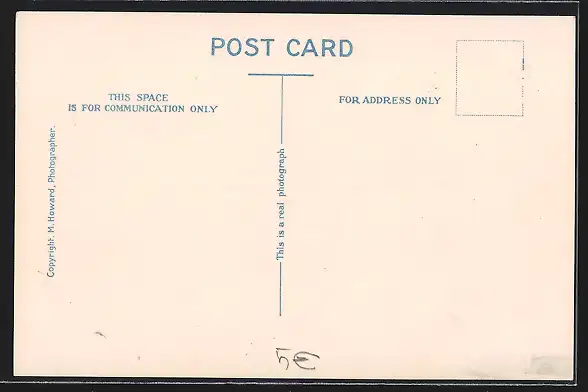 POST CARD
THIS SPACE
IS FOR COMMUNICATION ONLY
FOR ADDRESS ONLY
Copyright. M. Howard, Photographer.
This is a real photograph
5€